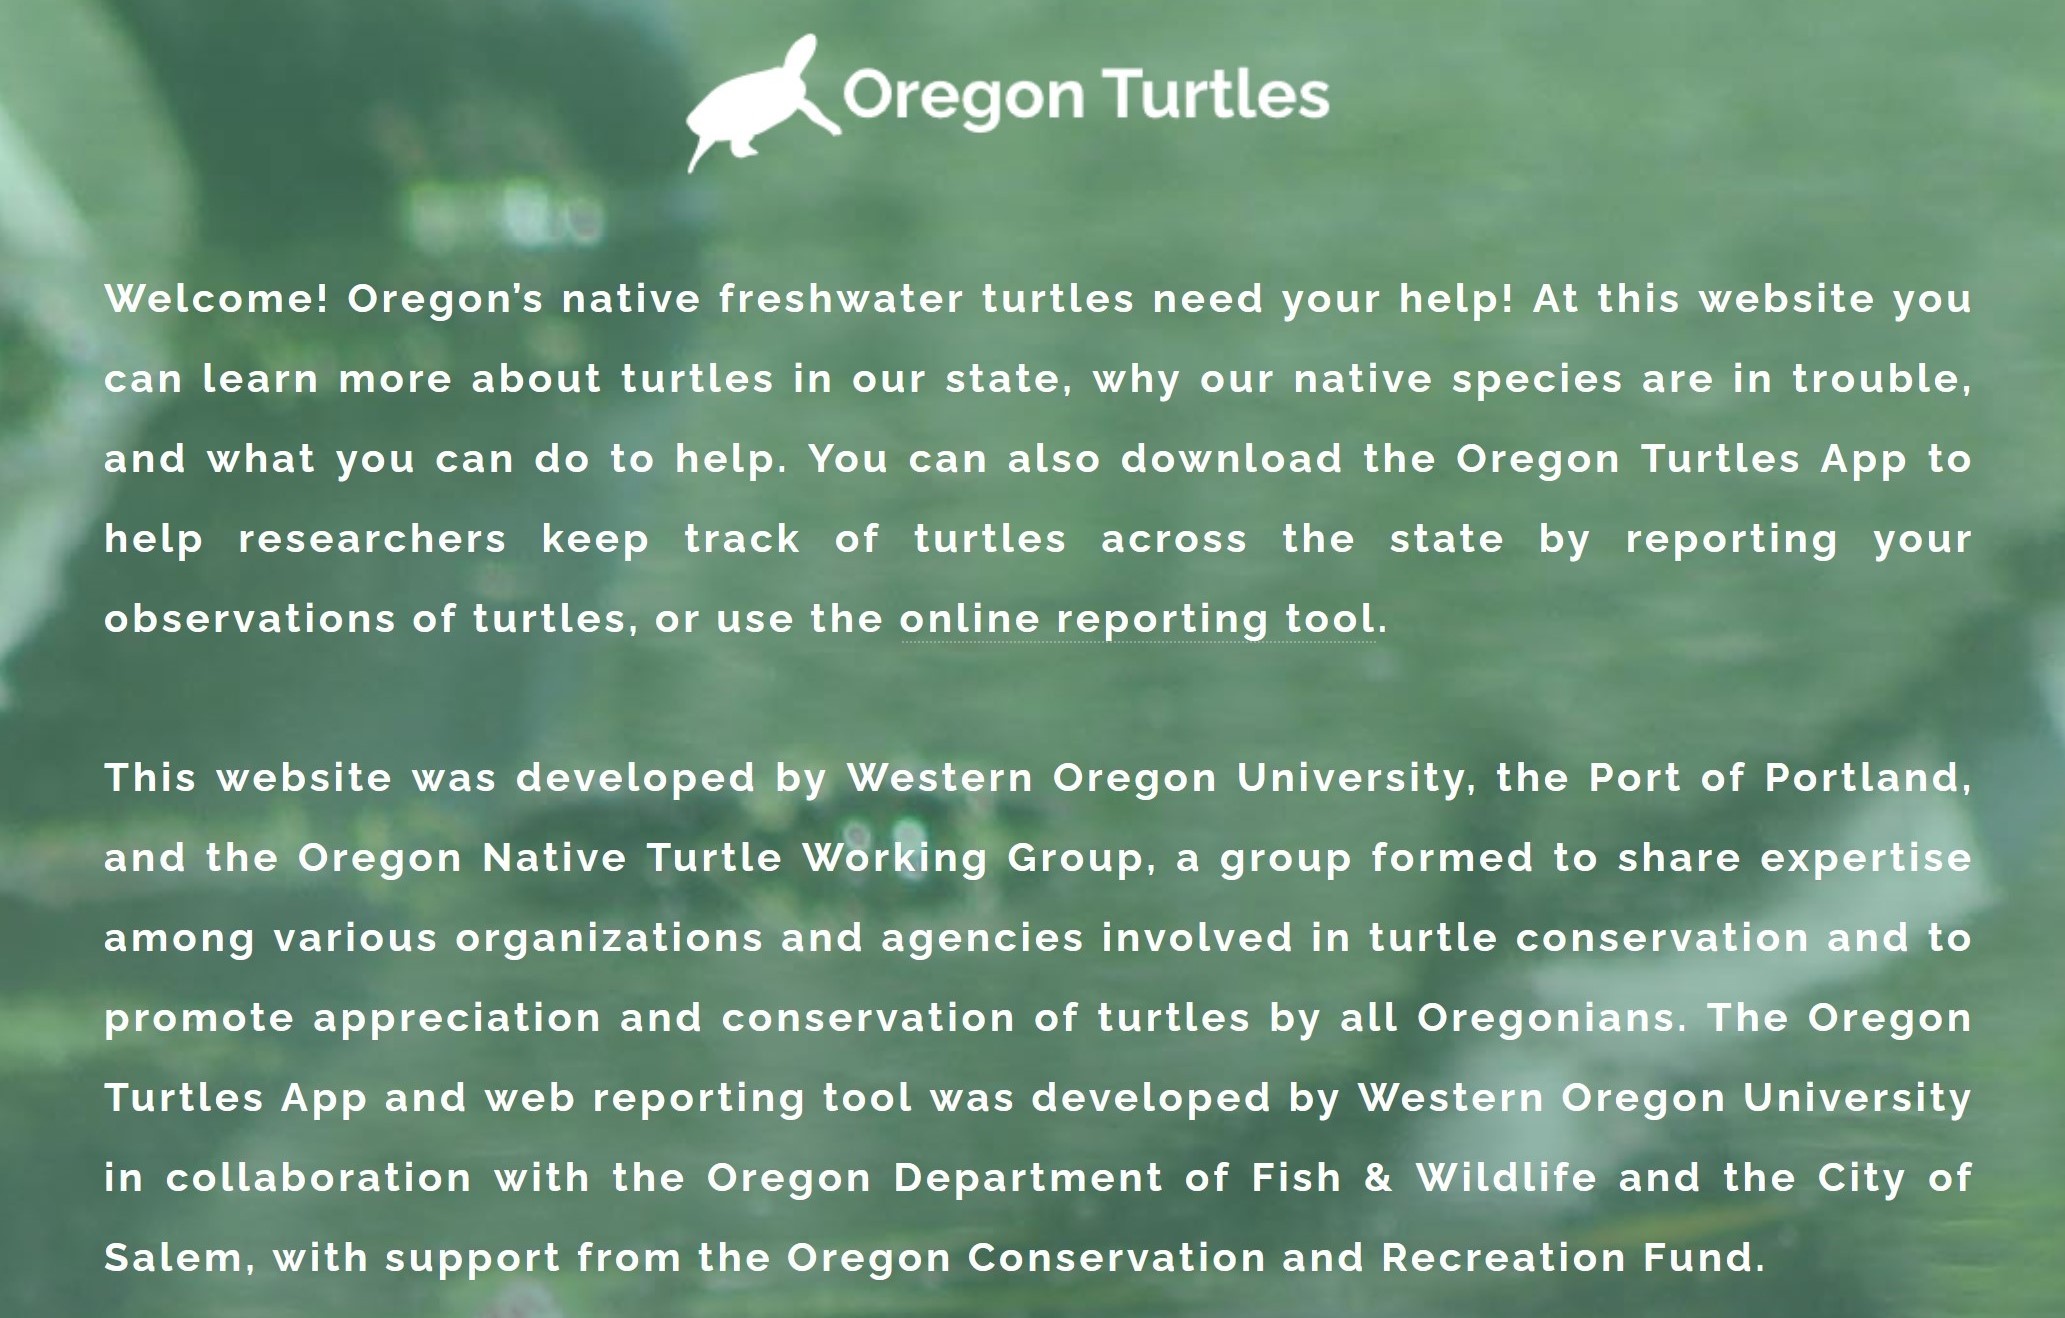 Oregon Turtles
Welcome! Oregon’s native freshwater turtles need your help! At this website you
can learn more about turtles in our state, why our native species are in trouble,
and what you can do to help. You can also download the Oregon Turtles App to
help researchers keep track of turtles across the state by reporting your
observations of turtles, or use the online reporting tool.
This website was developed by Western Oregon University, the Port of Portland,
and the Oregon Native Turtle Working Group, a group formed to share expertise
among various organizations and agencies involved in turtle conservation and to
promote appreciation and conservation of turtles by all Oregonians. The Oregon
Turtles App and web reporting tool was developed by Western Oregon University
in collaboration with the Oregon Department of Fish & Wildlife and the City of
Salem, with support from the Oregon Conservation and Recreation Fund.